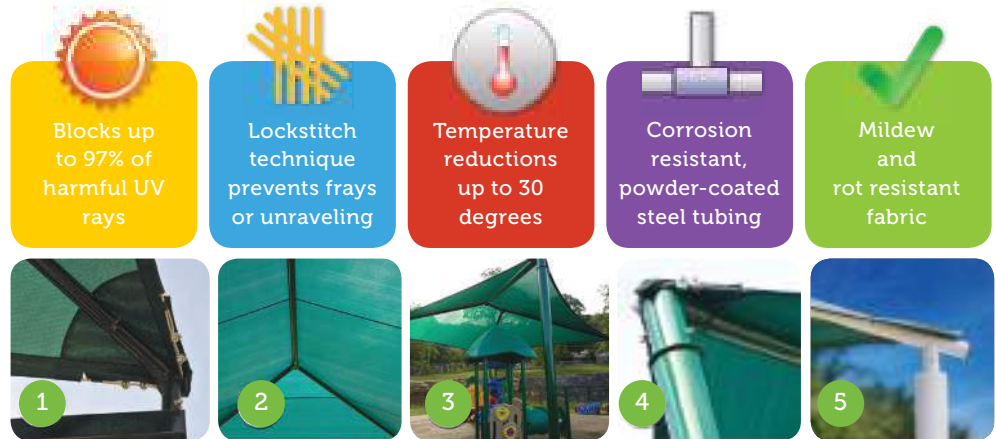 Blocks up
to 97% of
harmful UV
rays
Lockstitch
technique
prevents frays
or unraveling
Temperature
reductions
up to 30
degrees
Corrosion
resistant,
powder-coated
steel tubing
Mildew
and
rot resistant
fabric
1
2
3
4
5